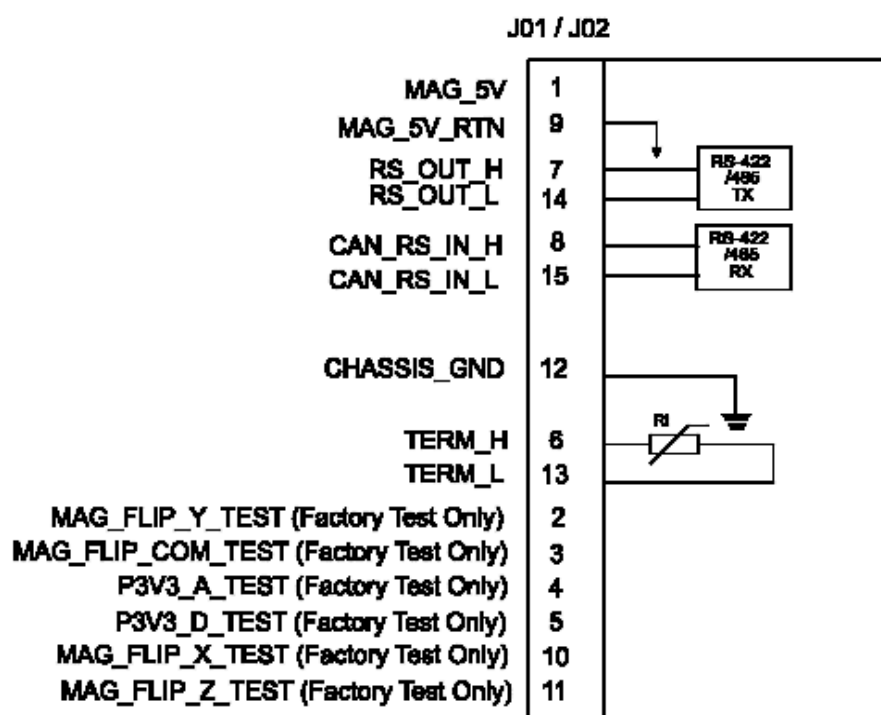 J01 / J02
MAG_5V 1
MAG_5V_RTN 9
RS_OUT_H 7
RS_OUT_L 14
RS-422
/485
TX
CAN_RS_IN_H 8
CAN_RS_IN_L 15
RS-422
/485
RX
CHASSIS_GND 12
TERM_H 6
TERM_L 13
Rt
MAG_FLIP_Y_TEST (Factory Test Only) 2
MAG_FLIP_COM_TEST (Factory Test Only) 3
P3V3_A_TEST (Factory Test Only) 4
P3V3_D_TEST (Factory Test Only) 5
MAG_FLIP_X_TEST (Factory Test Only) 10
MAG_FLIP_Z_TEST (Factory Test Only) 11